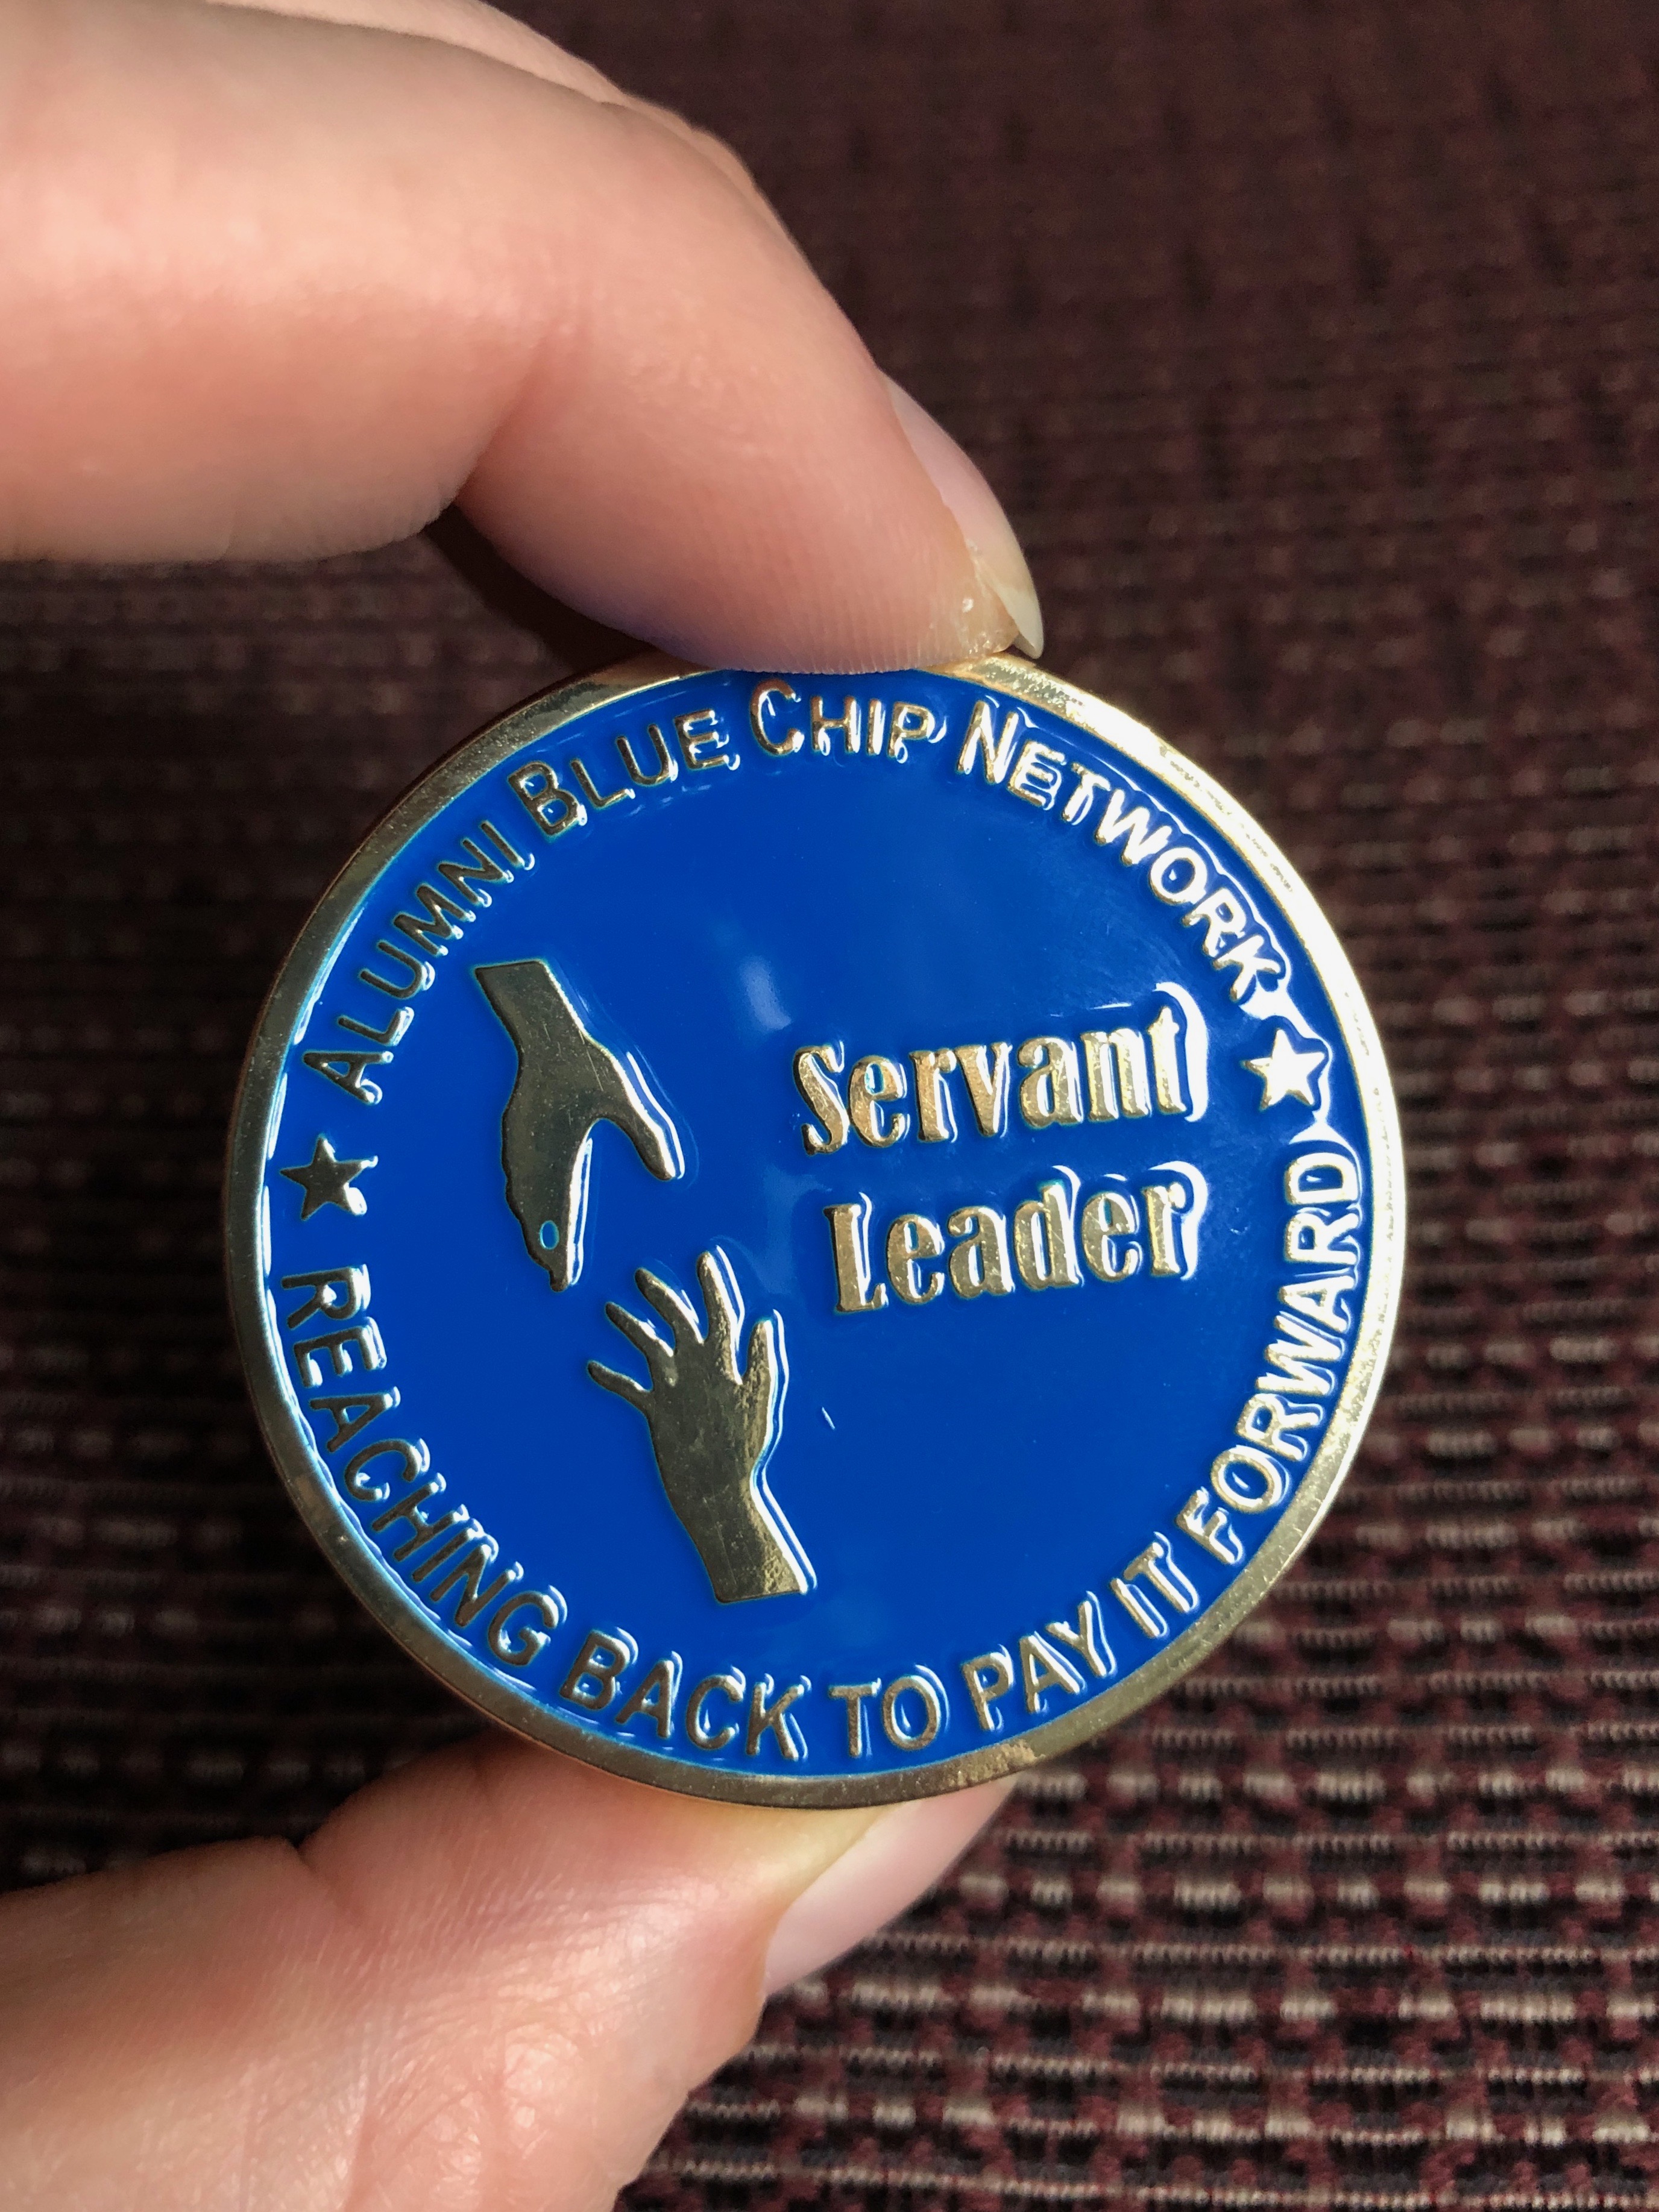 ALUMNI BLUE CHIP NETWORK
Servant
Leader
REACHING BACK TO PAY IT FORWARD